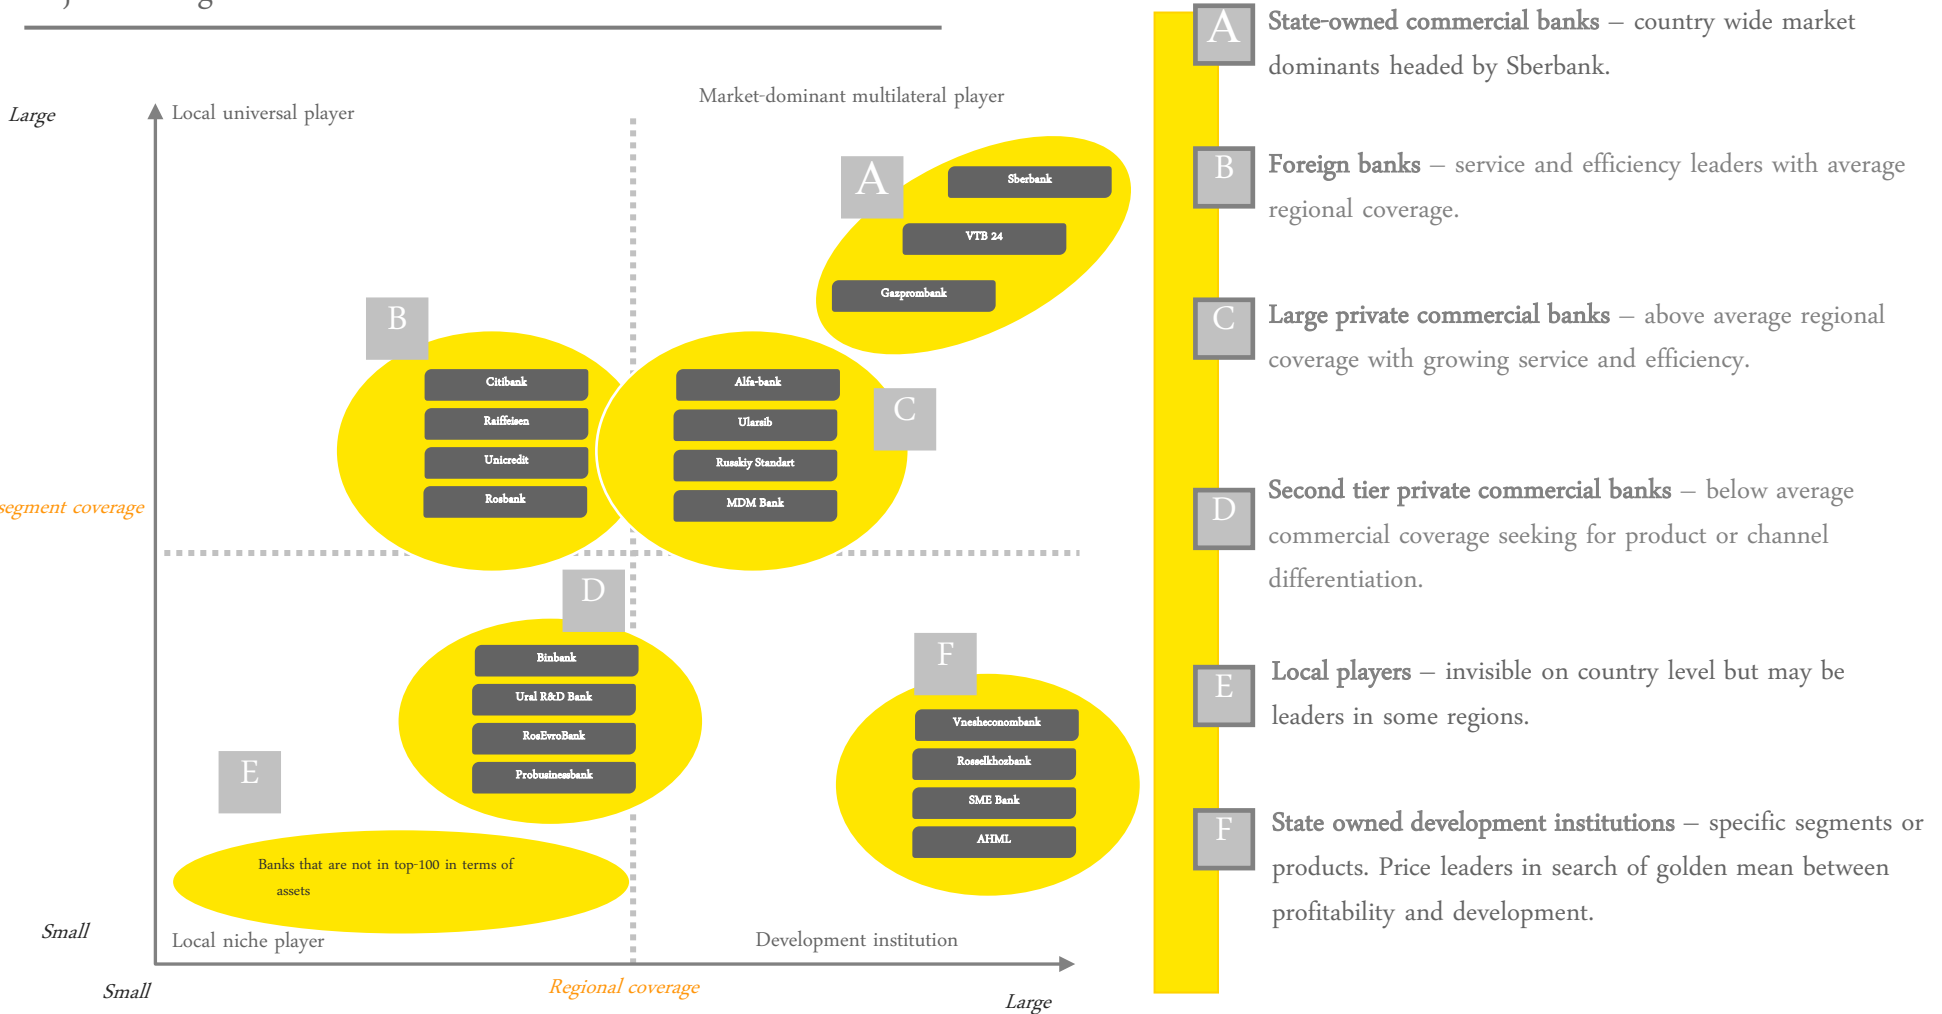 Large
Local universal player
Market-dominant multilateral player
A
Sberbank
VTB 24
Gazprombank
B
Citibank
Raiffeisen
Unicredit
Rosbank
Alfa-bank
Ularsib
Russkiy Standart
MDM Bank
C
segment coverage
D
Binbank
Ural R&D Bank
RosEvroBank
Probusinessbank
F
Vnesheconombank
Rosselkhozbank
SME Bank
AHML
E
Banks that are not in top-100 in terms of
assets
Small
Local niche player
Development institution
Small
Regional coverage
Large
A
State-owned commercial banks – country wide market
dominants headed by Sberbank.
B
Foreign banks – service and efficiency leaders with average
regional coverage.
C
Large private commercial banks – above average regional
coverage with growing service and efficiency.
D
Second tier private commercial banks – below average
commercial coverage seeking for product or channel
differentiation.
E
Local players – invisible on country level but may be
leaders in some regions.
F
State owned development institutions – specific segments or
products. Price leaders in search of golden mean between
profitability and development.